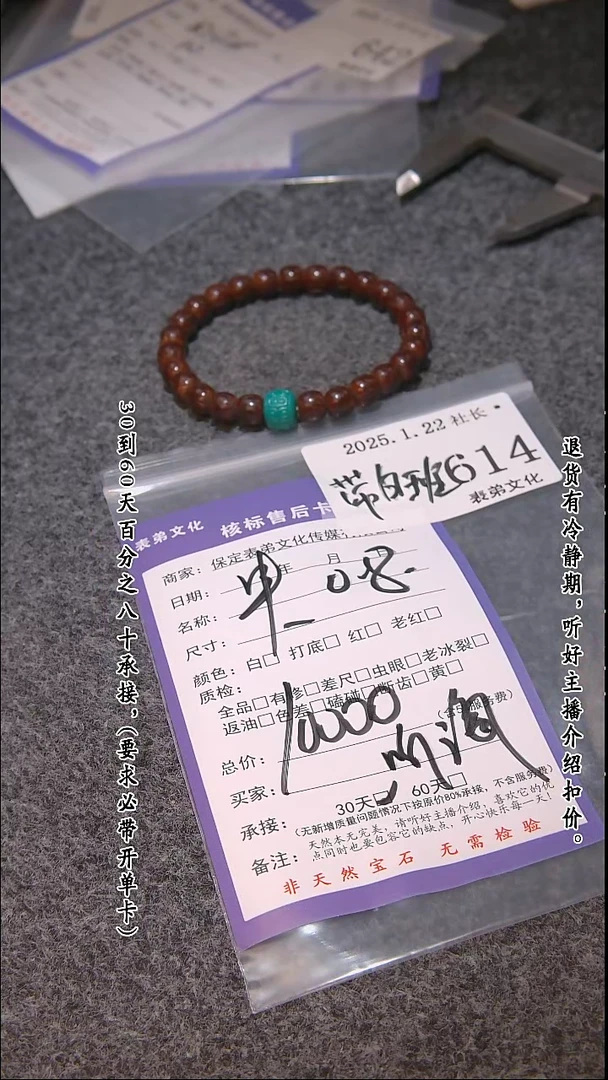 642
2025.1.22 社长
带白班614
表弟文化
表弟文化 核标售后卡
商家：保定表弟文化传媒
日期： 年 月
名称：
尺寸：
颜色：白□ 打底□ 红□ 老红□
质检：
全品□有修□差尺□虫眼□老冰裂□
返油□色差□磕碰□断齿□黄□
总价： 10000
买家：
承接： 30天□ 60天□
（无新增质量问题情况下按原价80%承接，不含服务费）
备注： 天然本无完美，请听好主播介绍，喜欢它的优
点同时也要包容它的缺点，开心快乐每一天！
非天然宝石 无需检验
30到60天百分之八十承接，（要求必带开单卡）
退货有冷静期，听好主播介绍扣价。